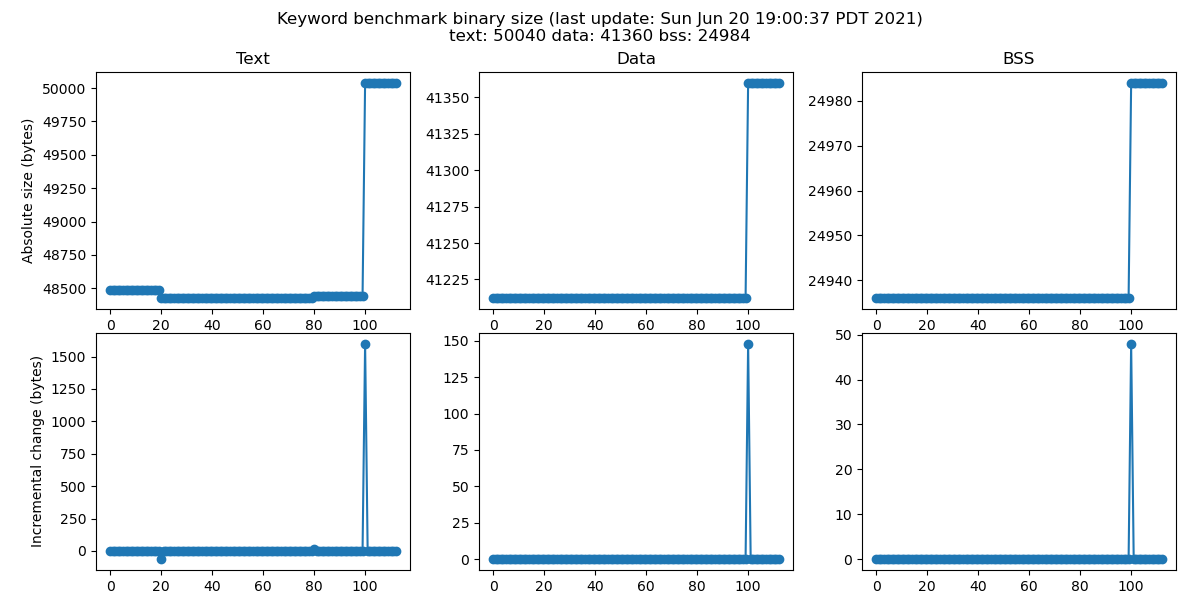 Keyword benchmark binary size (last update: Sun Jun 20 19:00:37 PDT 2021)
text: 50040 data: 41360 bss: 24984
Text
Data
BSS
Absolute size (bytes)
50000
49750
49500
49250
49000
48750
48500
0 20 40 60 80 100
41350
41325
41300
41275
41250
41225
0 20 40 60 80 100
24980
24970
24960
24950
24940
0 20 40 60 80 100
Incremental change (bytes)
1500
1250
1000
750
500
250
0
0 20 40 60 80 100
150
125
100
75
50
25
0
0 20 40 60 80 100
50
40
30
20
10
0
0 20 40 60 80 100